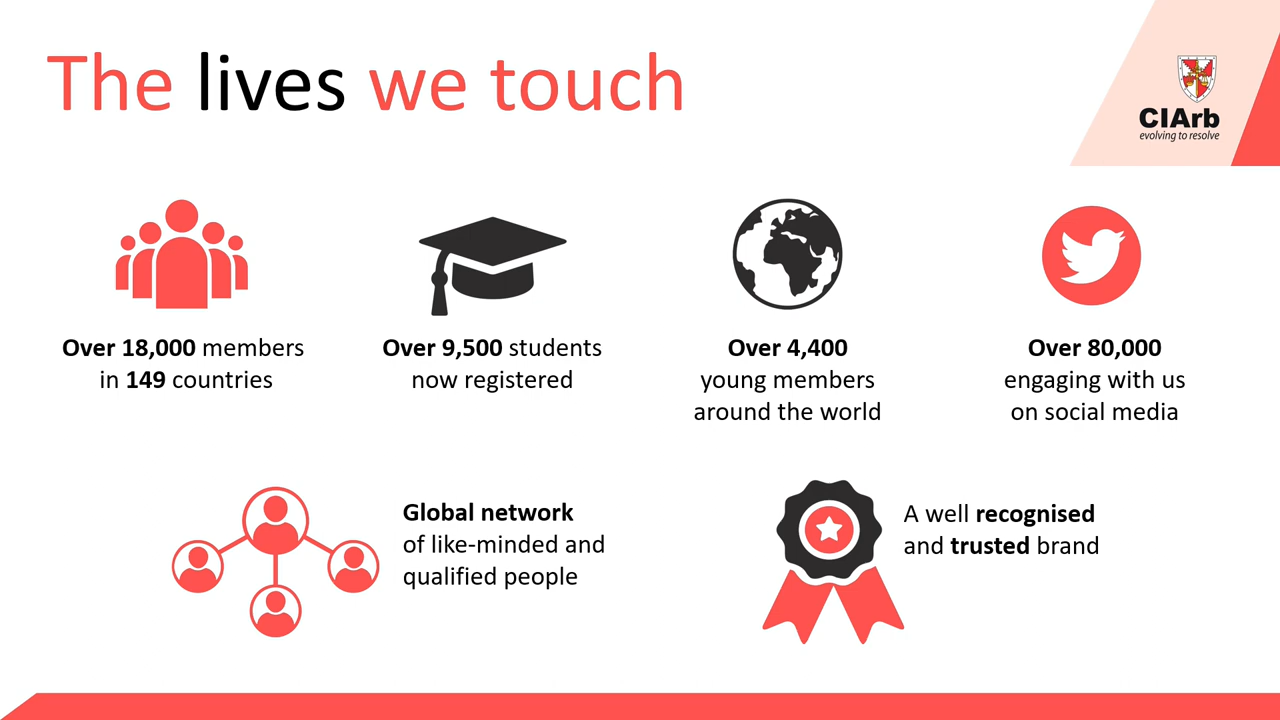 The lives we touch
CIArb
evolving to resolve
Over 18,000 members
in 149 countries
Over 9,500 students
now registered
Over 4,400
young members
around the world
Over 80,000
engaging with us
on social media
Global network
of like-minded and
qualified people
A well recognised
and trusted brand